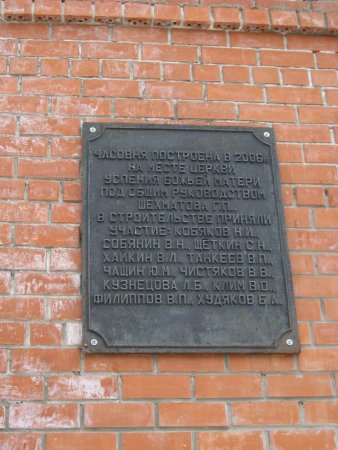 ЧАСОВНЯ ПОСТРОЕНА В 2006г.
НА МЕСТЕ ЦЕРКВИ
УСПЕНИЯ БОЖЬЕЙ МАТЕРИ
ПОД ОБЩИМ РУКОВОДСТВОМ
ШЕХМАТОВА Г.П.
В СТРОИТЕЛЬСТВЕ ПРИНЯЛИ
УЧАСТИЕ: КОБЯКОВ Н.И.,
СОБЯНИН В.Н., ЩЁТКИН С.Н.,
ХАЙКИН В.Л., ТАНКЕЕВ В.П.,
ЧАЩИН Ю.М., ЧИСТЯКОВ В.В.,
КУЗНЕЦОВА Л.Б., КЛИМ В.О.,
ФИЛИППОВ В.П., ХУДЯКОВ Б.А.